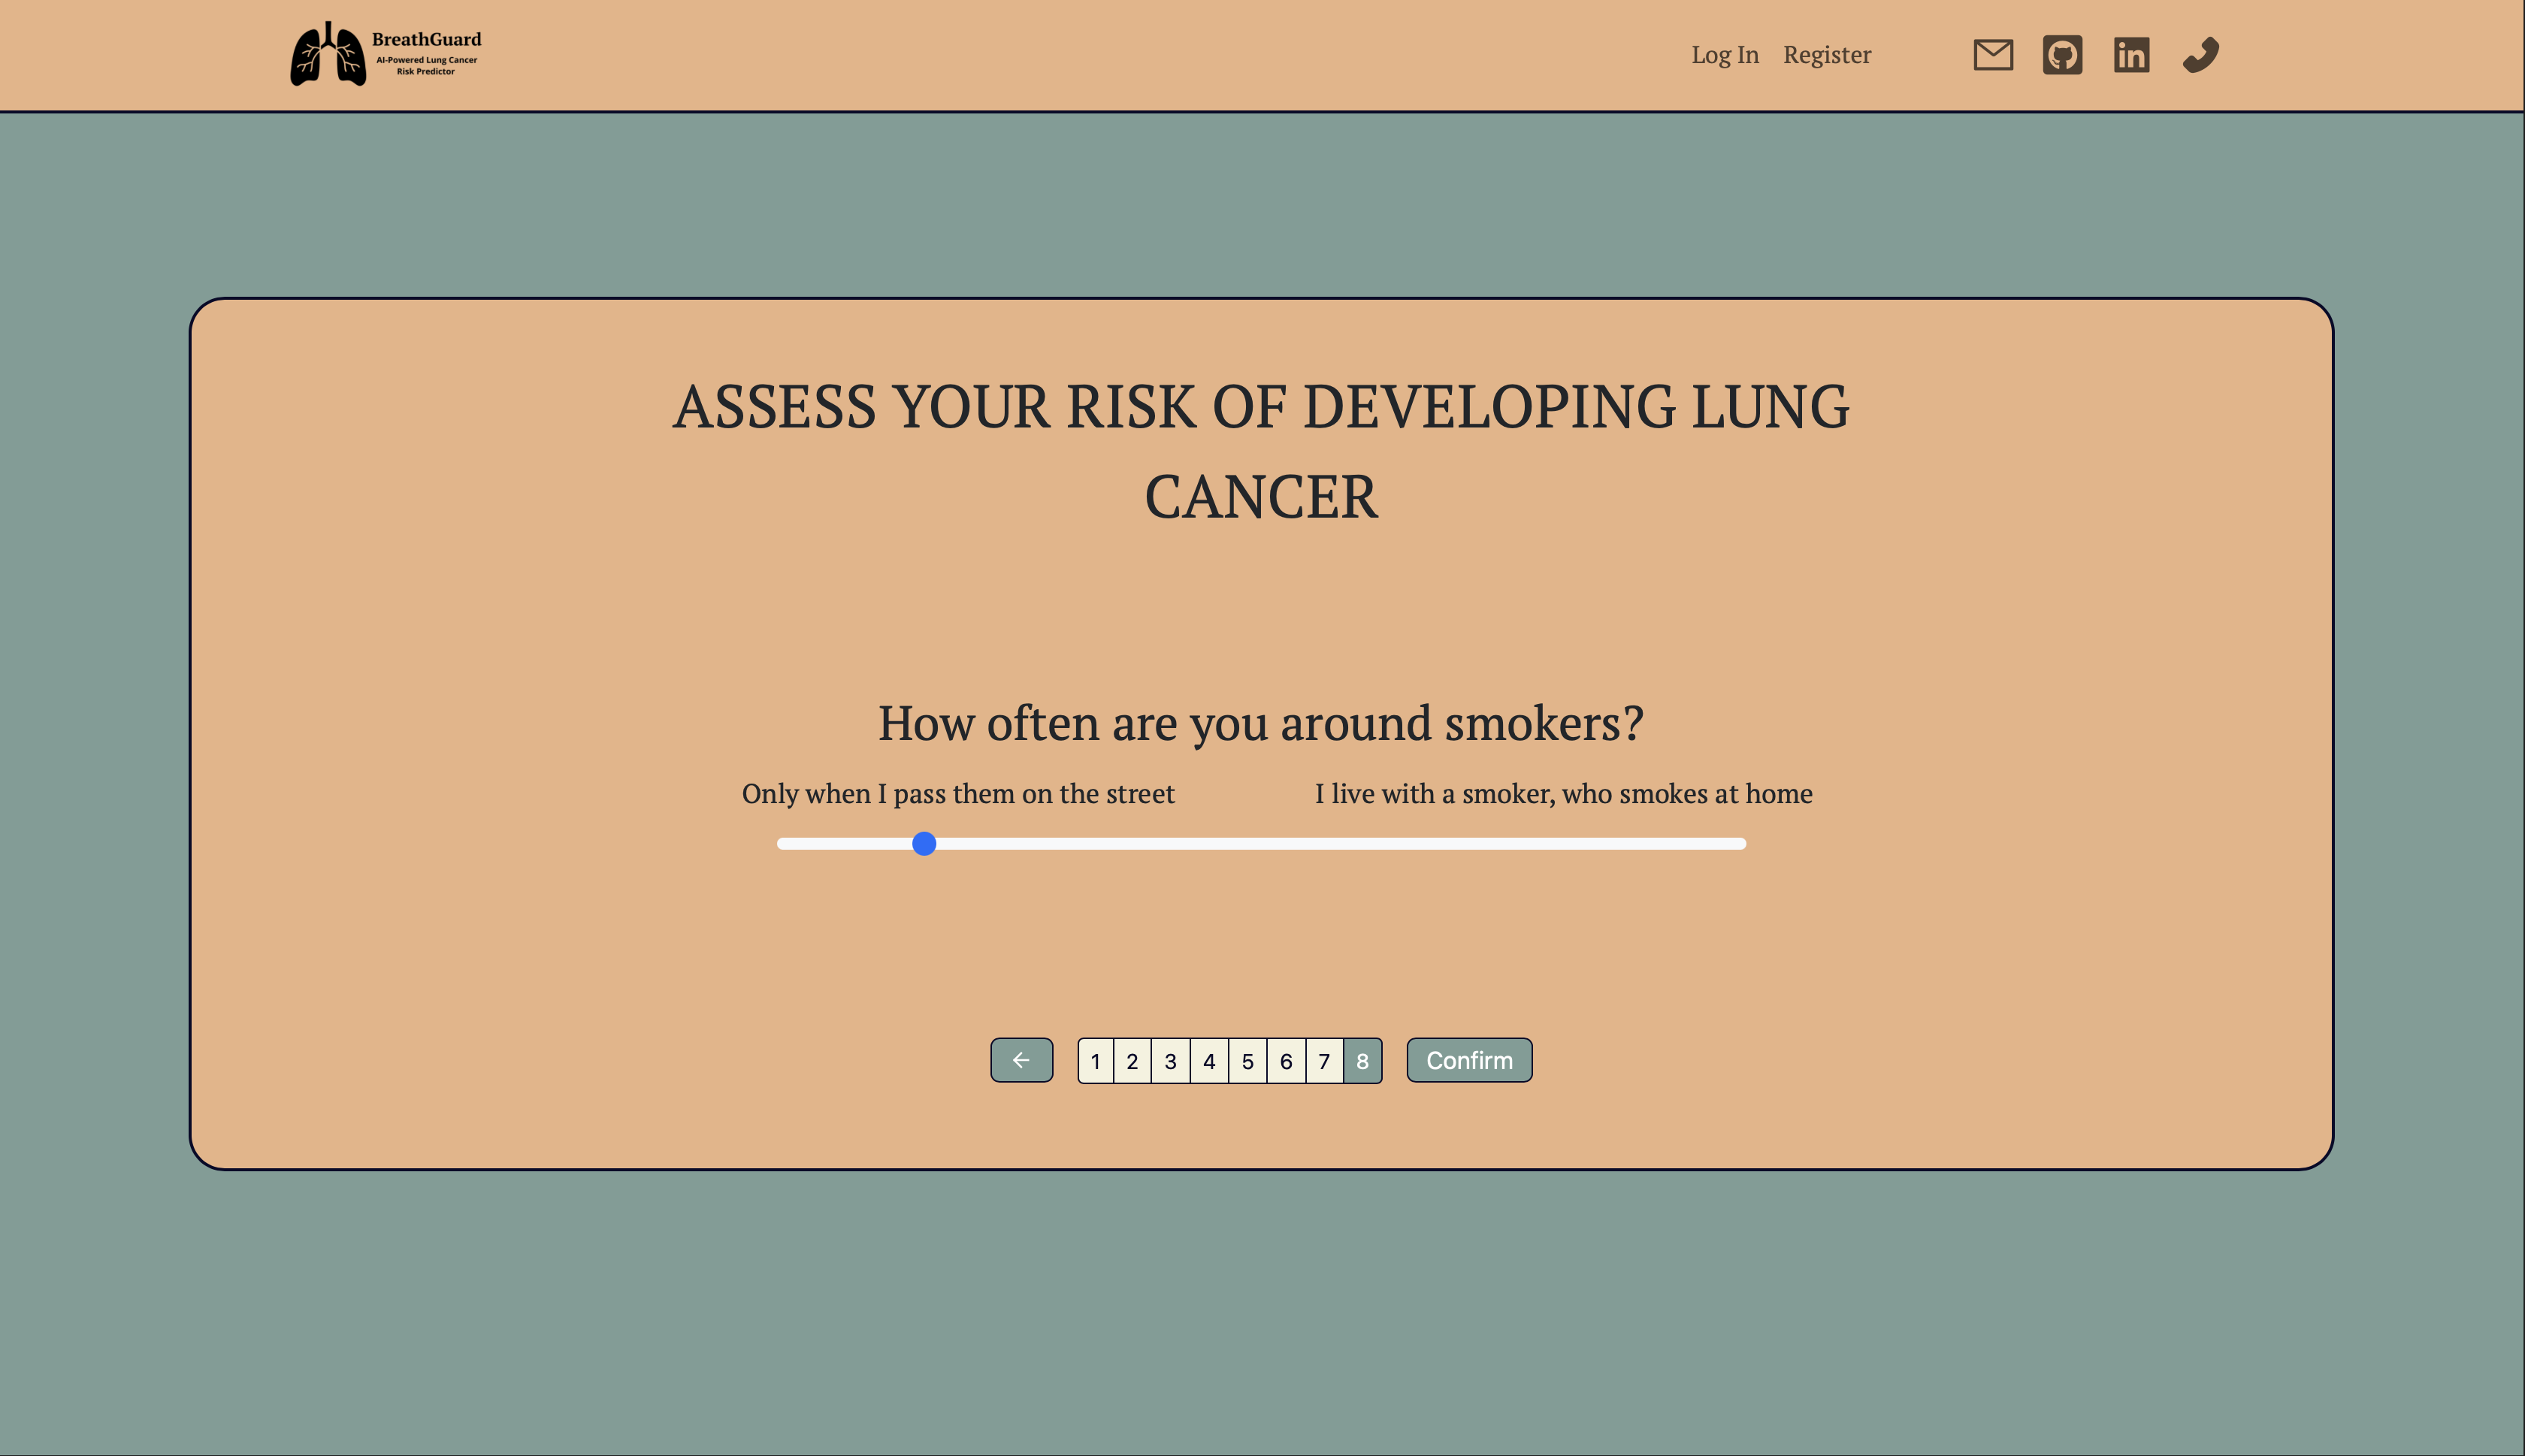 BreathGuard
AI-Powered Lung Cancer
Risk Predictor
Log In Register
in
ASSESS YOUR RISK OF DEVELOPING LUNG
CANCER
How often are you around smokers?
Only when I pass them on the street I live with a smoker, who smokes at home
1 2 3 4 5 6 7 8 Confirm